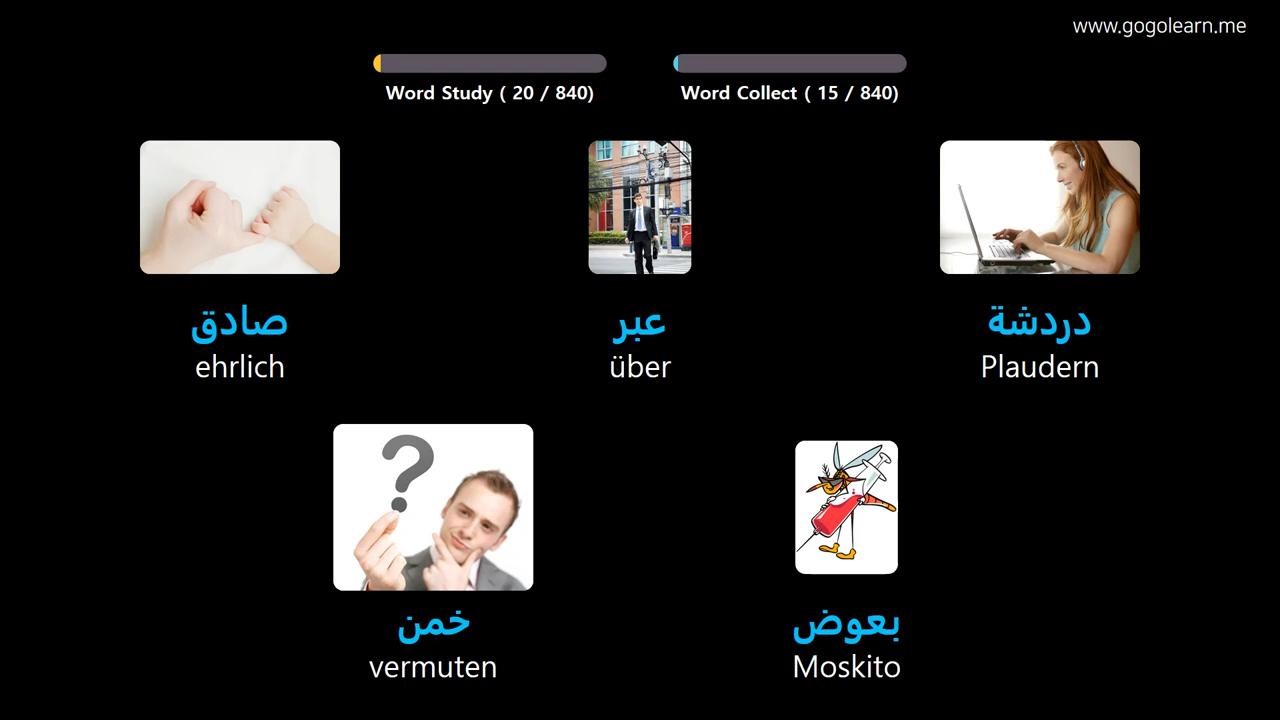 www.gogolearn.me
Word Study ( 20 / 840)
Word Collect ( 15 / 840)
صادق
ehrlich
عبر
über
دردشة
Plaudern
خمن
vermuten
بعوض
Moskito